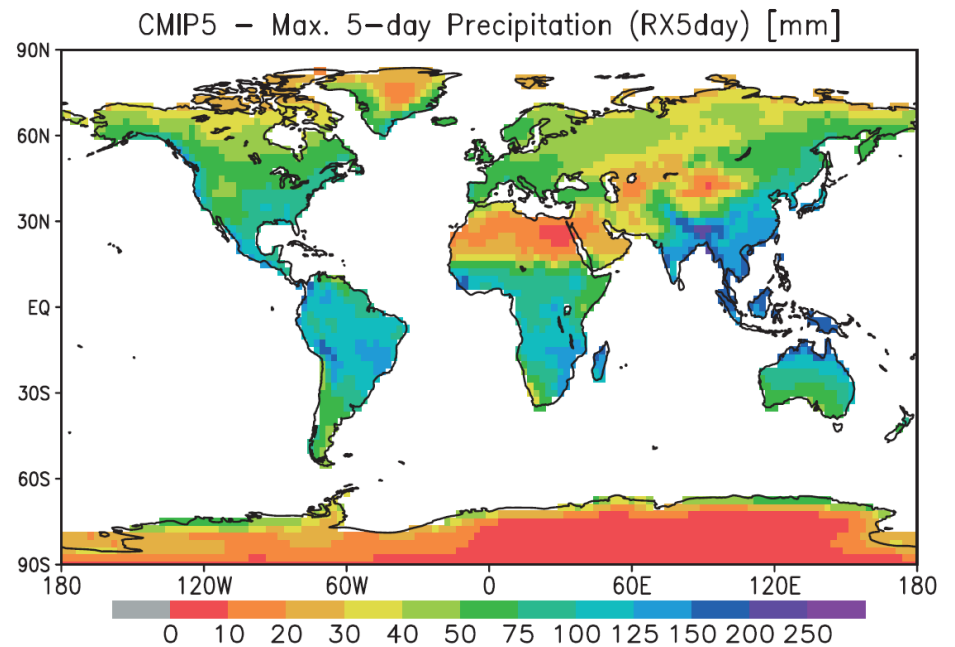 CMIP5 – Max. 5-day Precipitation (RX5day) [mm]
90N
60N
30N
EQ
30S
60S
90S
180 120W 60W 0 60E 120E 180
0 10 20 30 40 50 75 100 125 150 200 250